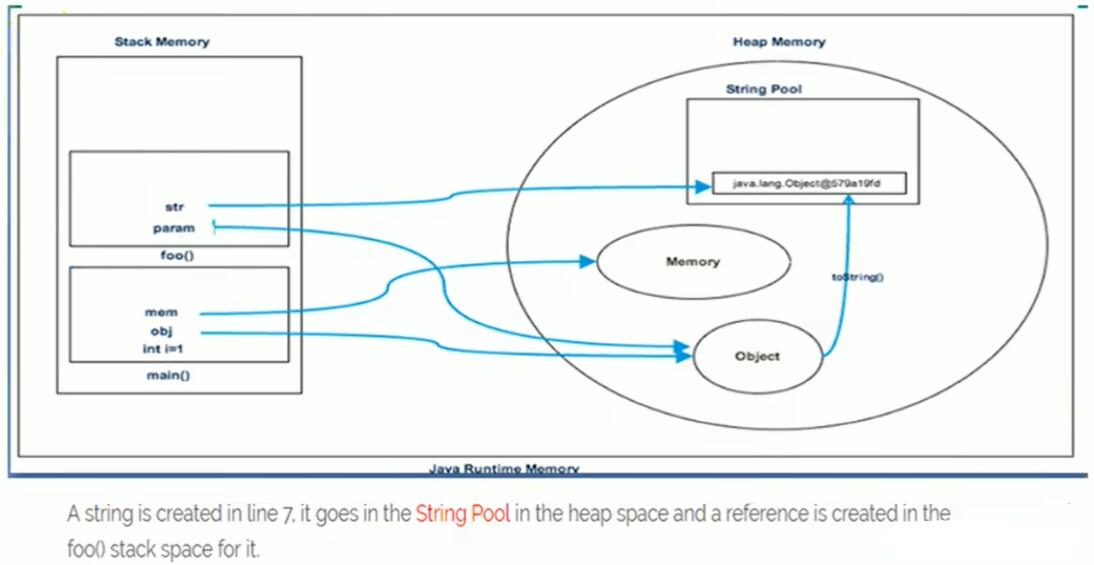 Stack Memory
Heap Memory
String Pool
java.lang.Object@579a19fd
str
param
foo()
Memory
toString()
mem
obj
int i=1
main()
Object
Java Runtime Memory
A string is created in line 7, it goes in the String Pool in the heap space and a reference is created in the
foo() stack space for it.